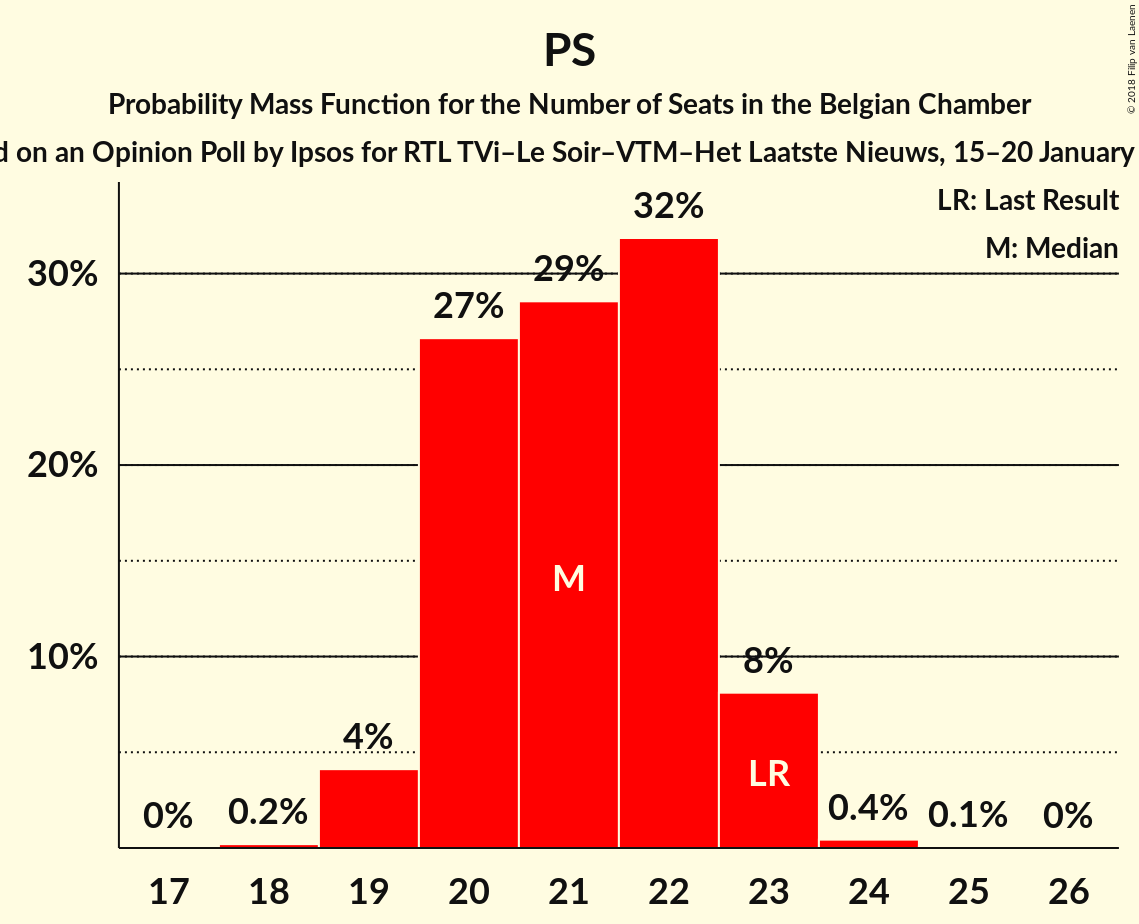 PS
Probability Mass Function for the Number of Seats in the Belgian Chamber
on an Opinion Poll by Ipsos for RTL TVi–Le Soir–VTM–Het Laatste Nieuws, 15–20 January
© 2018 Filip van Laenen
LR: Last Result
M: Median
30%
20%
10%
0%
0.2%
4%
27%
29%
32%
8%
0.4%
0.1%
0%
M
LR
17 18 19 20 21 22 23 24 25 26